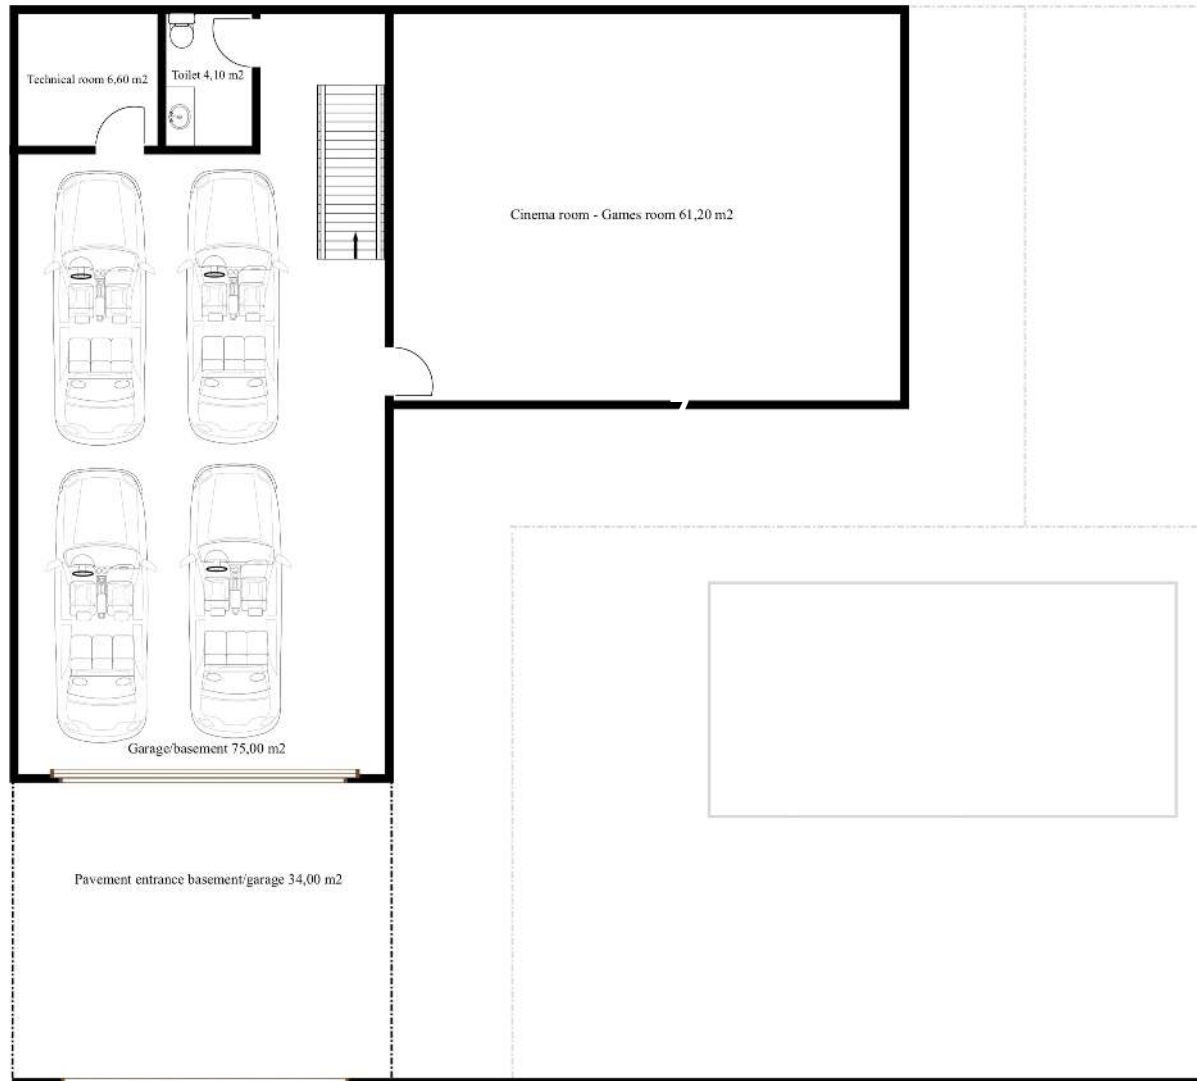 Technical room 6,60 m2
Toilet 4,10 m2
Cinema room - Games room 61,20 m2
Garage/basement 75,00 m2
Pavement entrance basement/garage 34,00 m2